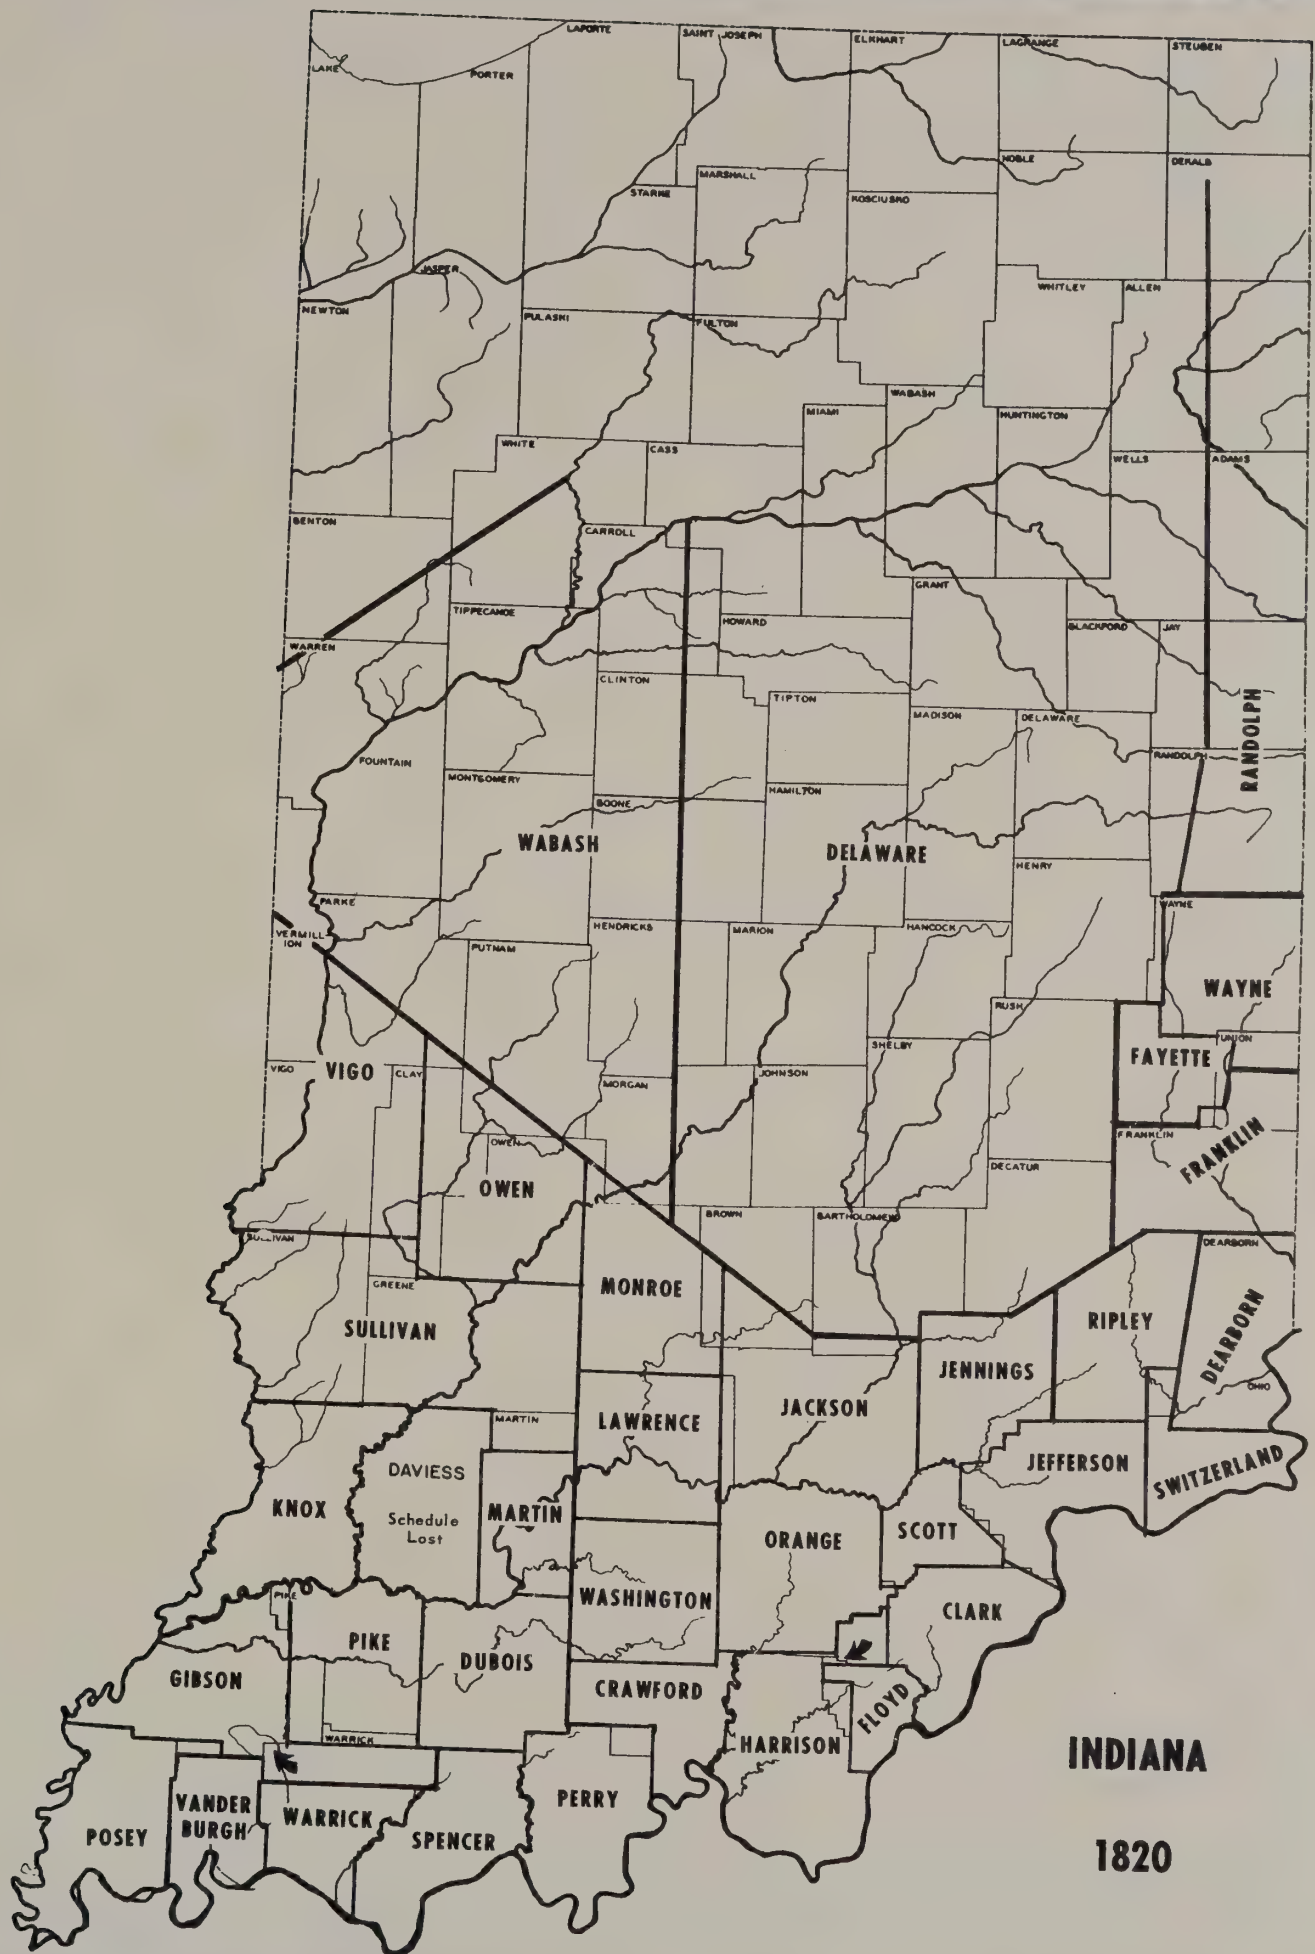 LAPORTE
SAINT JOSEPH
ELKHART
LAGRANGE
STEUBEN
LAKE
PORTER
NOBLE
DEKALB
MARSHALL
STARKE
KOSCIUSKO
JASPER
WHITLEY
ALLEN
NEWTON
PULASKI
FULTON
WABASH
MIAMI
HUNTINGTON
WHITE
CASS
WELLS
ADAMS
BENTON
CARROLL
GRANT
TIPPECANOE
HOWARD
BLACKFORD
JAY
WARREN
CLINTON
TIPTON
MADISON
DELAWARE
RANDOLPH
RANDOLPH
FOUNTAIN
MONTGOMERY
HAMILTON
BOONE
WABASH
DELAWARE
HENRY
PARKE
WAYNE
VERMILL
ION
HENDRICKS
MARION
HANCOCK
PUTNAM
WAYNE
RUSH
UNION
FAYETTE
SHELBY
VIGO
VIGO
CLAY
MORGAN
JOHNSON
FRANKLIN
FRANKLIN
OWEN
OWEN
DECATUR
BROWN
BARTHOLOMEW
SULLIVAN
DEARBORN
GREENE
MONROE
SULLIVAN
RIPLEY
DEARBORN
JENNINGS
OHIO
MARTIN
LAWRENCE
JACKSON
DAVIESS
Schedule
Lost
JEFFERSON
SWITZERLAND
KNOX
MARTIN
ORANGE
SCOTT
PIKE
WASHINGTON
CLARK
PIKE
DUBOIS
GIBSON
CRAWFORD
FLOYD
WARRICK
HARRISON
INDIANA
PERRY
VANDER
BURGH
WARRICK
POSEY
SPENCER
1820